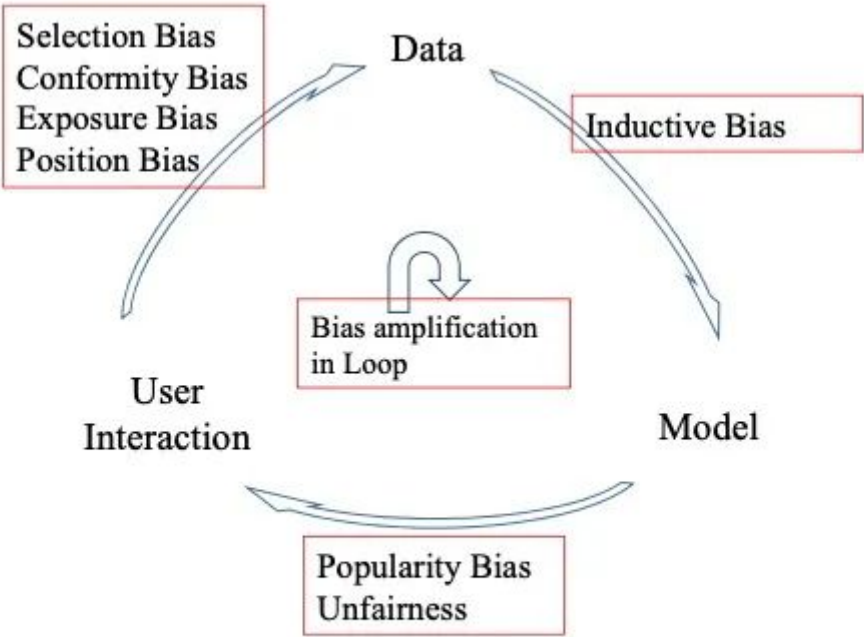 Selection Bias
Conformity Bias
Exposure Bias
Position Bias
Data
Inductive Bias
Bias amplification
in Loop
User
Interaction
Model
Popularity Bias
Unfairness